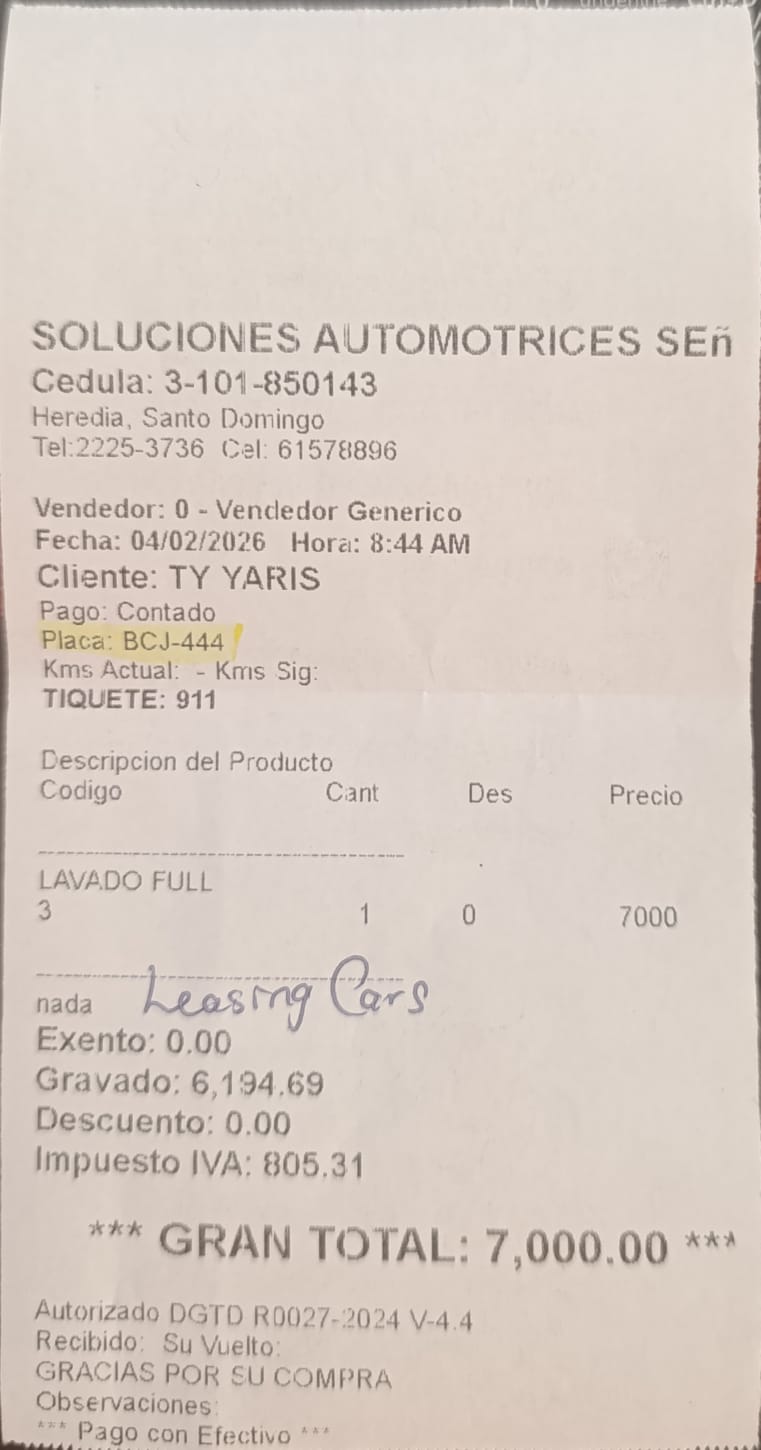 SOLUCIONES AUTOMOTRICES SEñ
Cedula: 3-101-850143
Heredia, Santo Domingo
Tel:2225-3736 Cel: 61578896
Vendedor: 0 - Vendedor Generico
Fecha: 04/02/2026 Hora: 8:44 AM
Cliente: TY YARIS
Pago: Contado
Placa: BCJ-444
Kms Actual: - Kms Sig:
TIQUETE: 911
Descripcion del Producto
Codigo Cant Des Precio
LAVADO FULL
3 1 0 7000
nada Leasing Cars
Exento: 0.00
Gravado: 6,194.69
Descuento: 0.00
Impuesto IVA: 805.31
*** GRAN TOTAL: 7,000.00 ***
Autorizado DGTD R0027-2024 V-4.4
Recibido: Su Vuelto:
GRACIAS POR SU COMPRA
Observaciones:
*** Pago con Efectivo ***